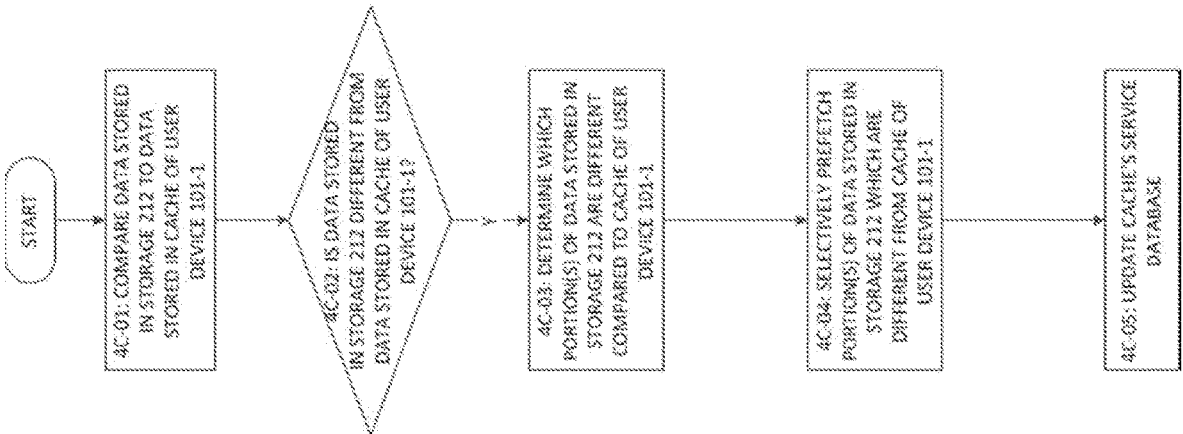 START
4C-01: COMPARE DATA STORED
IN STORAGE 212 TO DATA
STORED IN CACHE OF USER
DEVICE 101-1
4C-02: IS DATA STORED
IN STORAGE 212 DIFFERENT FROM
DATA STORED IN CACHE OF USER
DEVICE 101-1?
Y
4C-03: DETERMINE WHICH
PORTION(S) OF DATA STORED IN
STORAGE 212 ARE DIFFERENT
COMPARED TO CACHE OF USER
DEVICE 101-1
4C-04: SELECTIVELY PREFETCH
PORTION(S) OF DATA STORED IN
STORAGE 212 WHICH ARE
DIFFERENT FROM CACHE OF
USER DEVICE 101-1
4C-05: UPDATE CACHE'S SERVICE
DATABASE